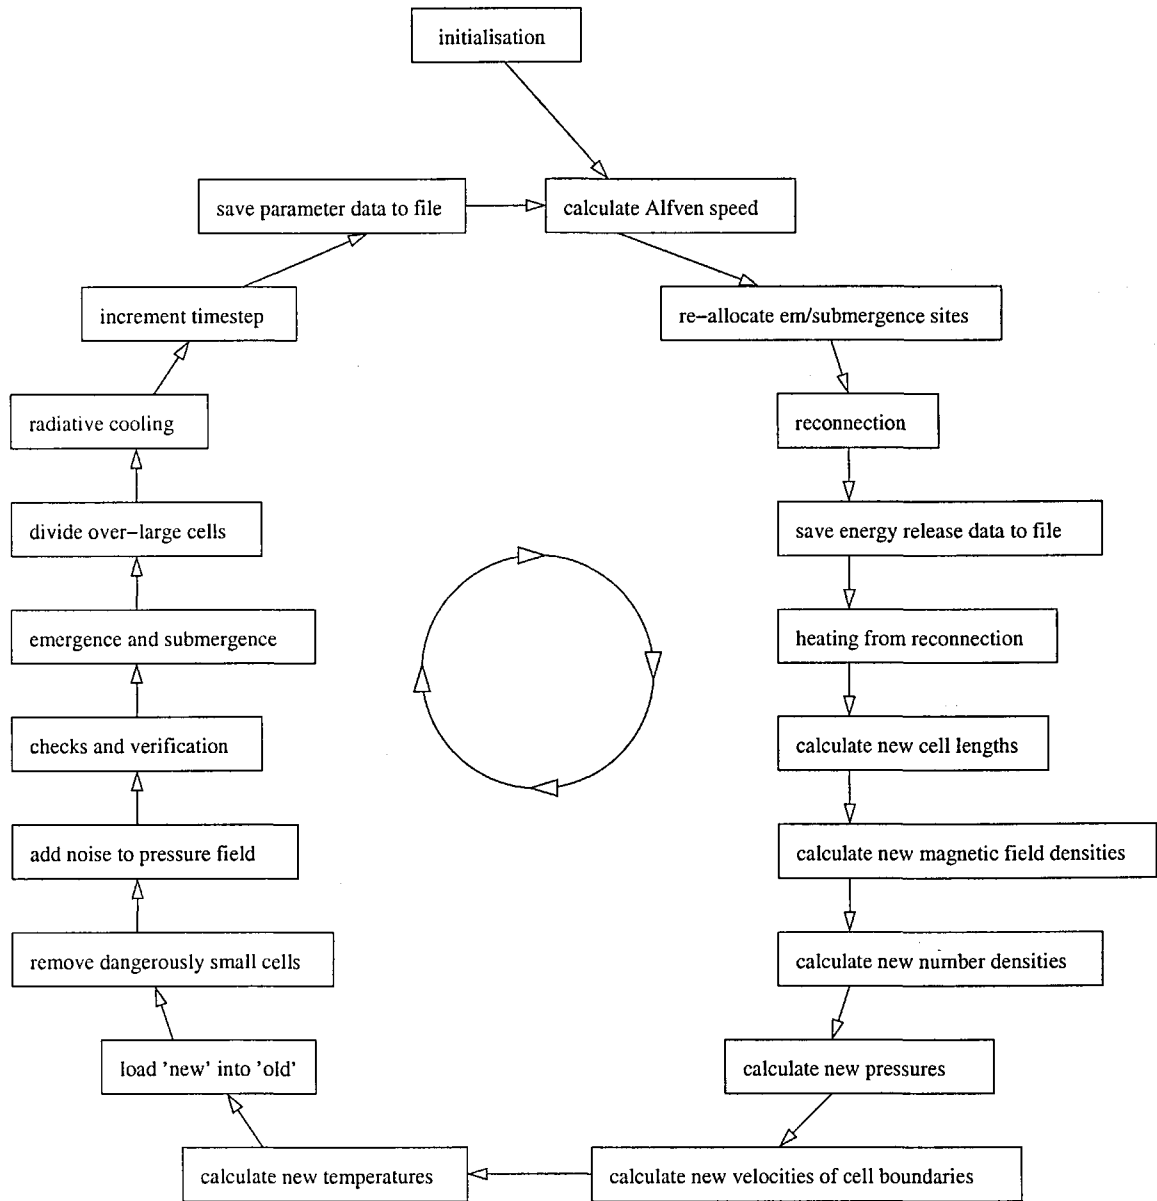 initialisation
save parameter data to file
calculate Alfven speed
increment timestep
re-allocate em/submergence sites
radiative cooling
reconnection
divide over-large cells
save energy release data to file
emergence and submergence
heating from reconnection
checks and verification
calculate new cell lengths
add noise to pressure field
calculate new magnetic field densities
remove dangerously small cells
calculate new number densities
load 'new' into 'old'
calculate new pressures
calculate new temperatures
calculate new velocities of cell boundaries